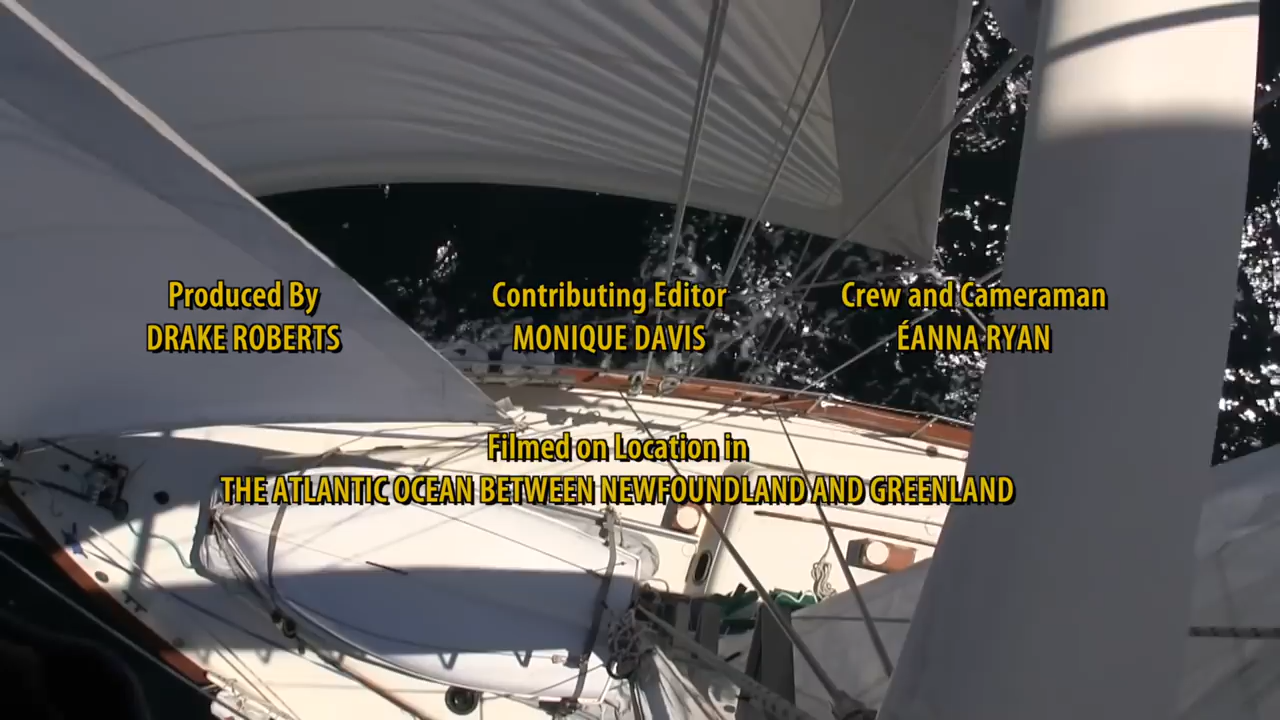 Produced By
DRAKE ROBERTS
Contributing Editor
MONIQUE DAVIS
Crew and Cameraman
ÉANNA RYAN
Filmed on Location in
THE ATLANTIC OCEAN BETWEEN NEWFOUNDLAND AND GREENLAND